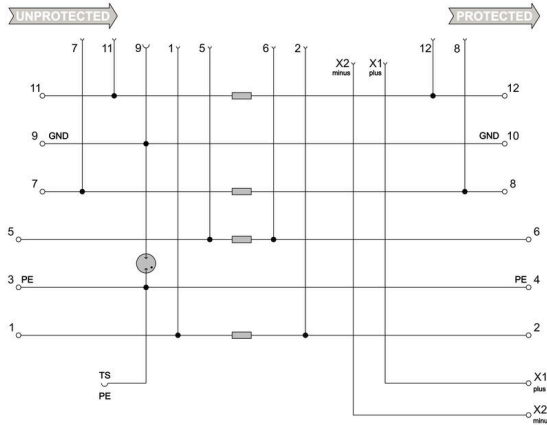 UNPROTECTED PROTECTED
7 11 9 1 5 6 2 12 8
X2 X1
minus plus
11 12
9 GND GND 10
7 8
5 6
3 PE PE 4
1 2
TS X1
plus
PE
X2
minu